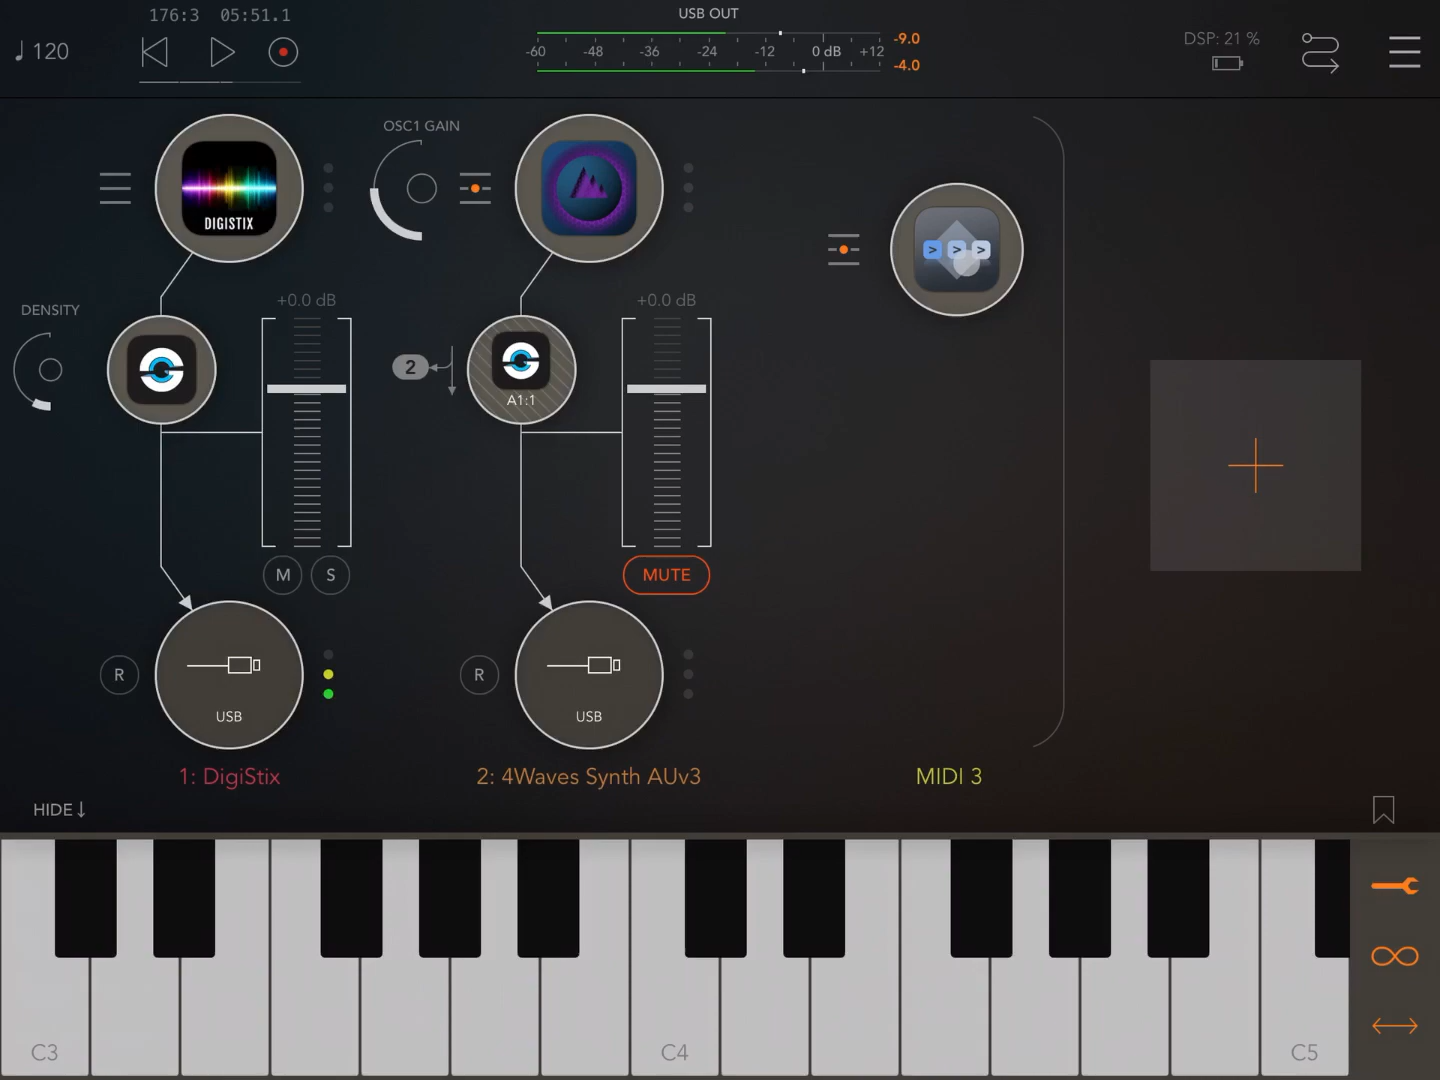 176:3 05:51.1
USB OUT
120
-60 -48 -36 -24 -12 0 dB +12
-9.0
-4.0
DSP: 21 %
OSC1 GAIN
DIGISTIX
DENSITY
+0.0 dB
+0.0 dB
> > >
2
A1:1
M S
MUTE
R
USB
R
USB
1: DigiStix
2: 4Waves Synth AUv3
MIDI 3
HIDE↓
C3
C4
C5